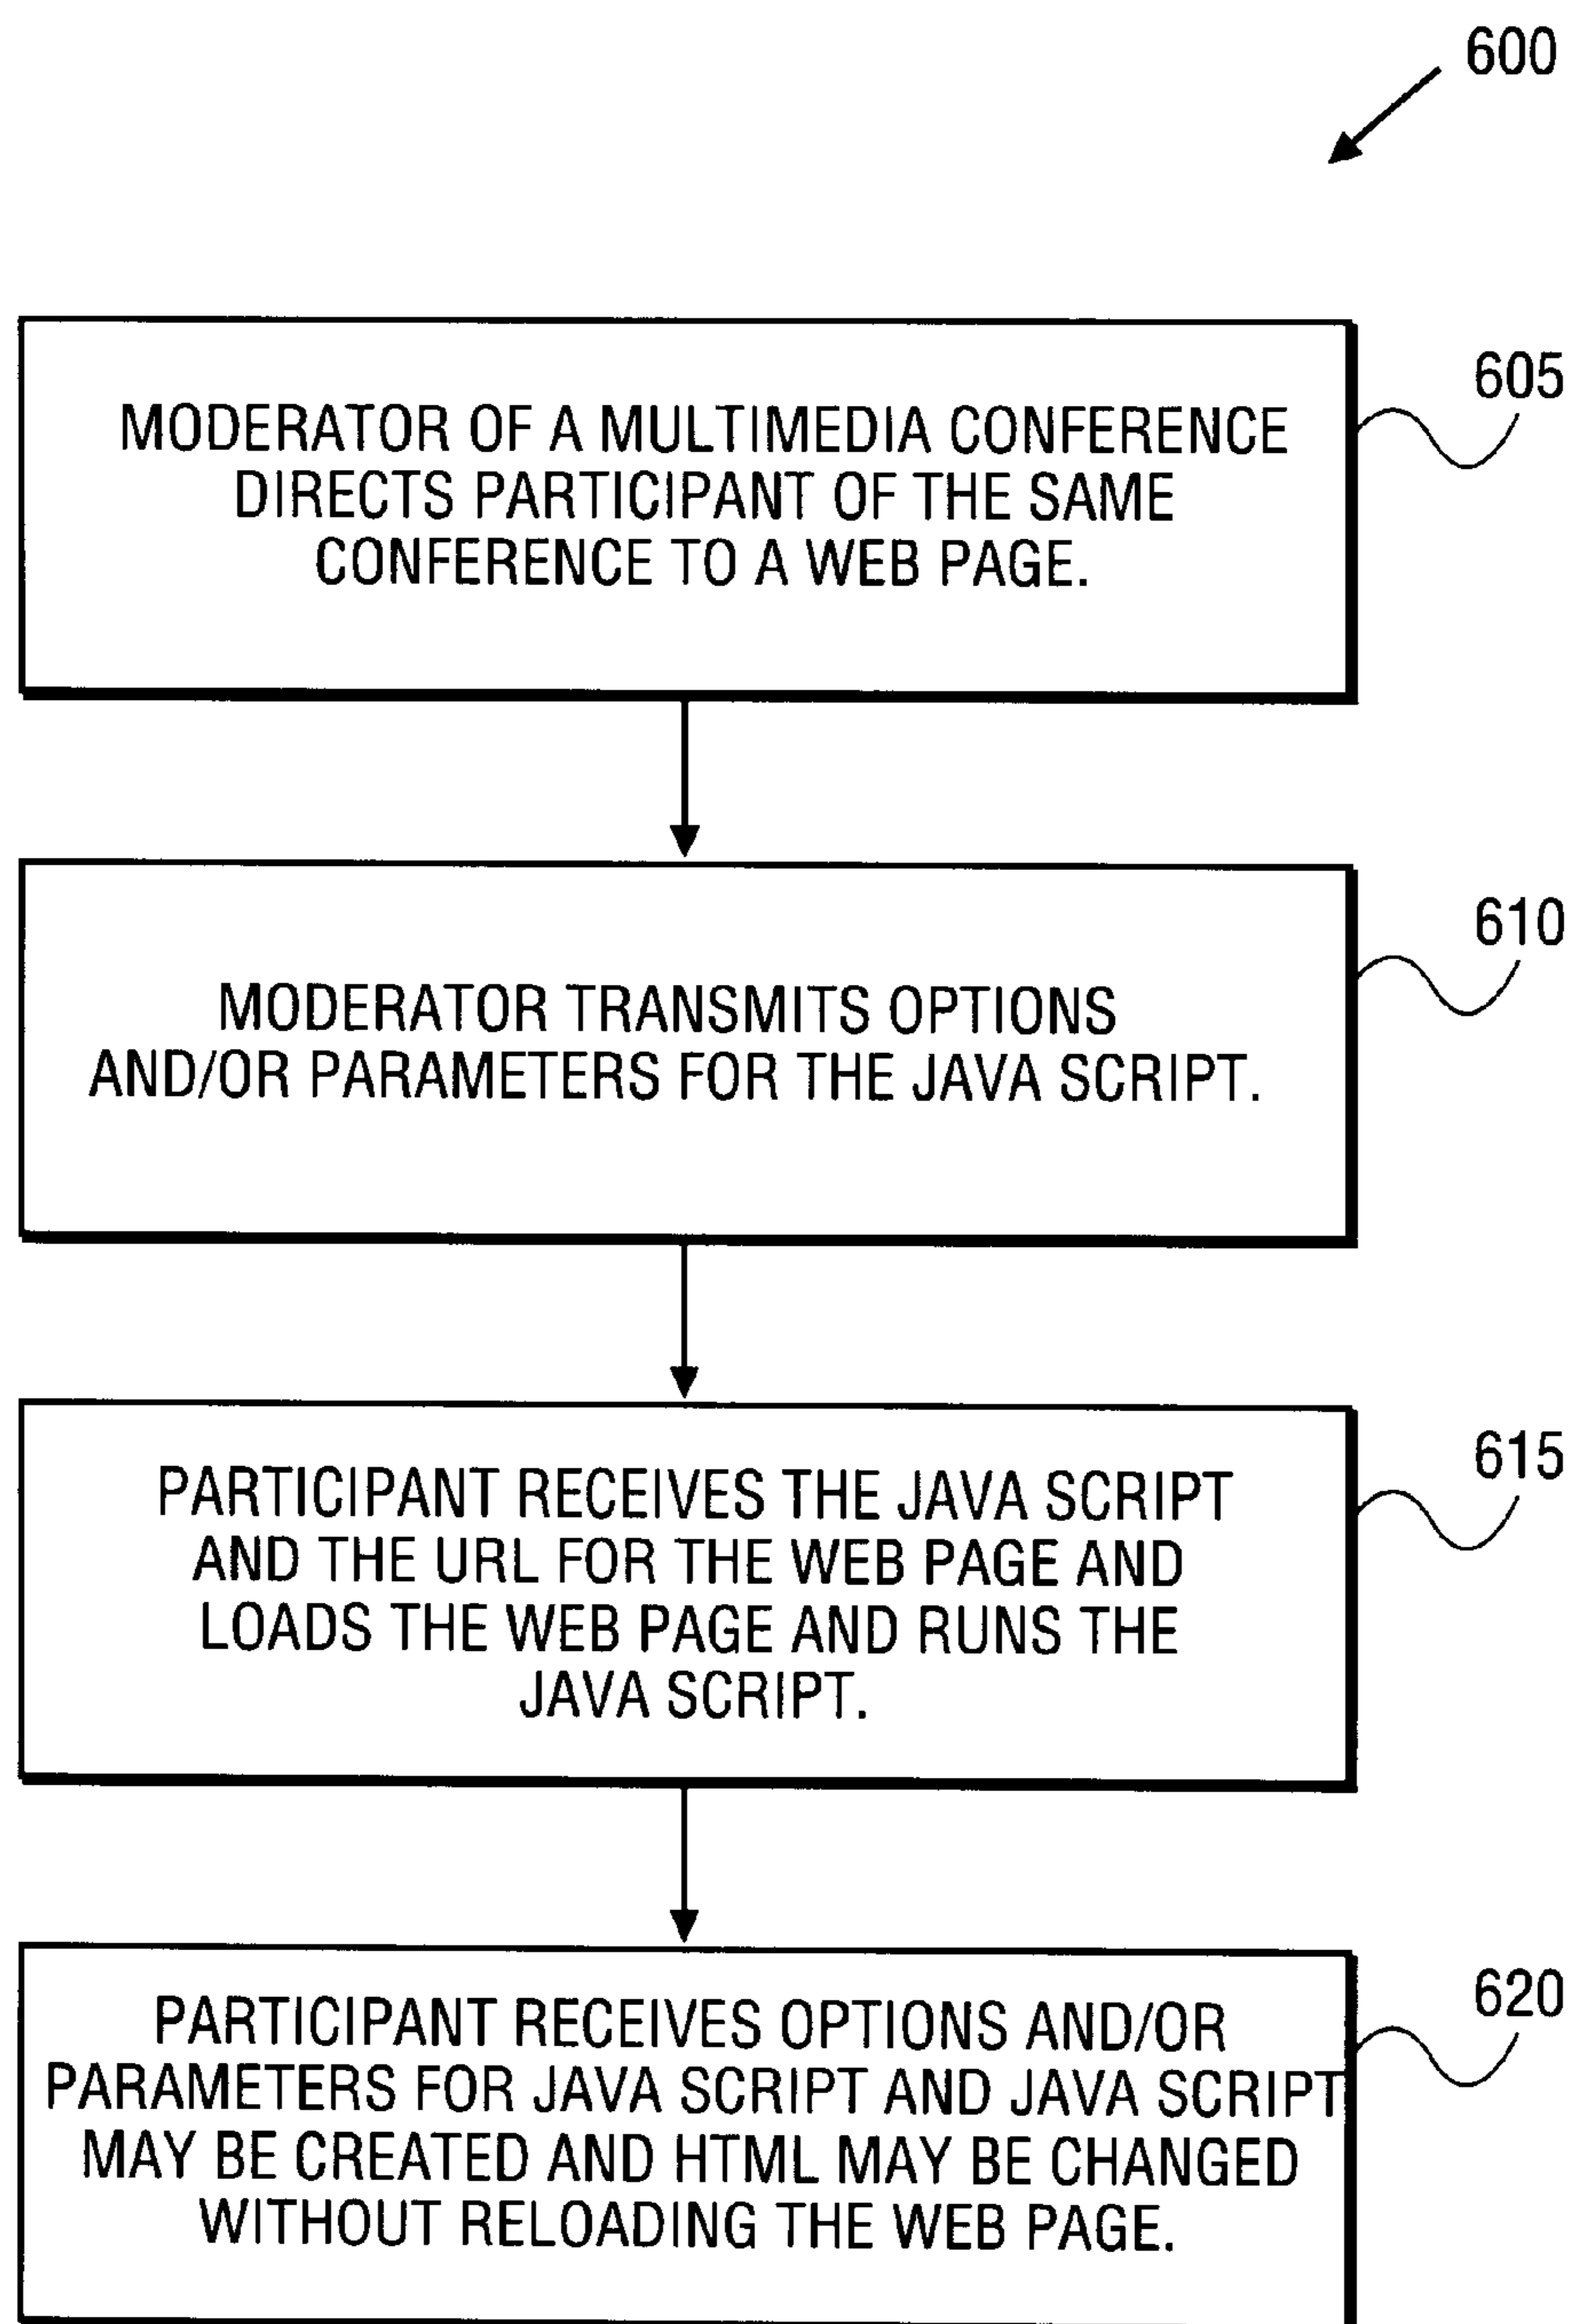 600
MODERATOR OF A MULTIMEDIA CONFERENCE
DIRECTS PARTICIPANT OF THE SAME
CONFERENCE TO A WEB PAGE.
605
MODERATOR TRANSMITS OPTIONS
AND/OR PARAMETERS FOR THE JAVA SCRIPT.
610
PARTICIPANT RECEIVES THE JAVA SCRIPT
AND THE URL FOR THE WEB PAGE AND
LOADS THE WEB PAGE AND RUNS THE
JAVA SCRIPT.
615
PARTICIPANT RECEIVES OPTIONS AND/OR
PARAMETERS FOR JAVA SCRIPT AND JAVA SCRIPT
MAY BE CREATED AND HTML MAY BE CHANGED
WITHOUT RELOADING THE WEB PAGE.
620